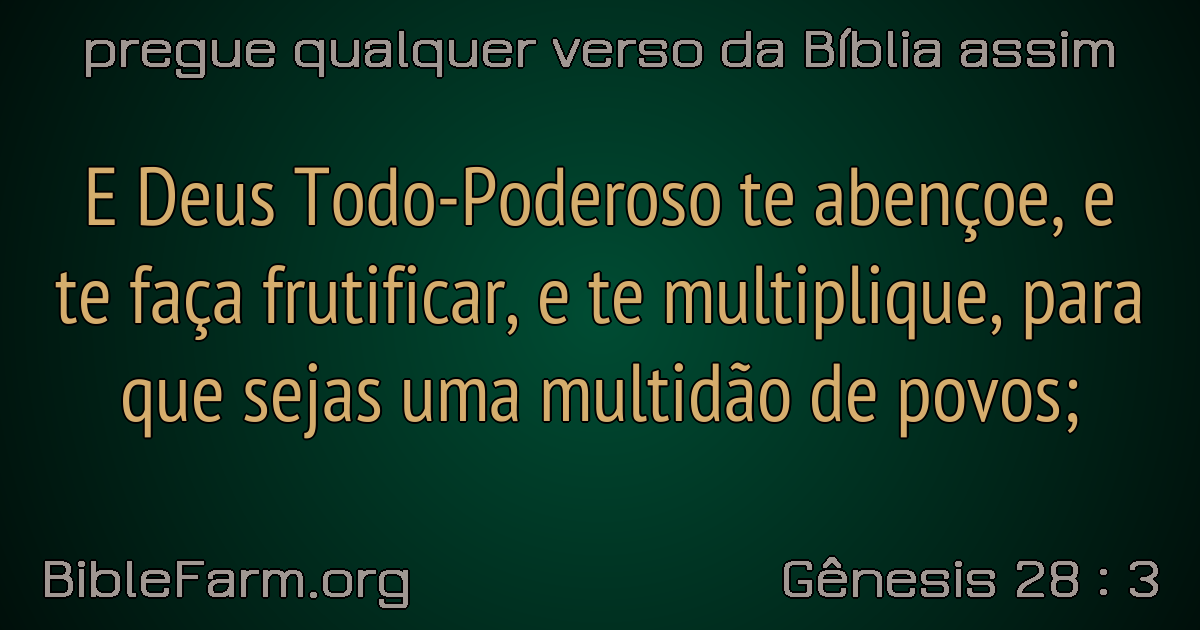 pregue qualquer verso da Bíblia assim
E Deus Todo-Poderoso te abençoe, e
te faça frutificar, e te multiplique, para
que sejas uma multidão de povos;
BibleFarm.org
Gênesis 28 : 3